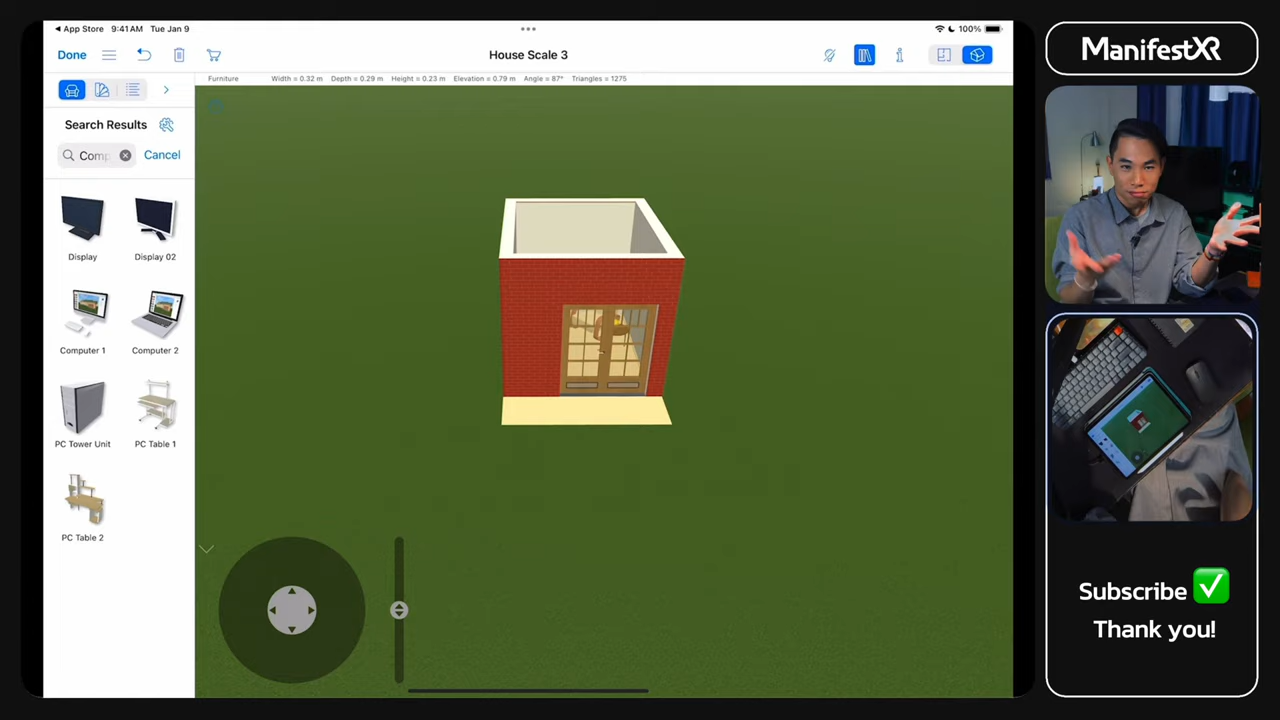 App Store 9:41 AM Tue Jan 9
100%
Done
House Scale 3
Furniture Width = 0.32 m Depth = 0.29 m Height = 0.23 m Elevation = 0.79 m Angle = 87° Triangles = 1275
Search Results
Comp
Cancel
Display
Display 02
Computer 1
Computer 2
PC Tower Unit
PC Table 1
PC Table 2
ManifestXR
Subscribe
Thank you!